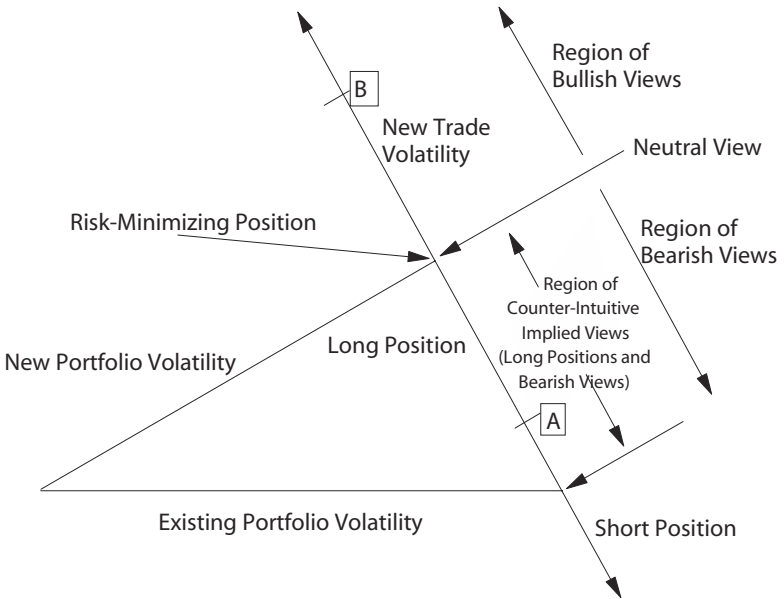 Region of
Bullish Views
B
New Trade
Volatility
Neutral View
Risk-Minimizing Position
Region of
Bearish Views
Region of
Counter-Intuitive
Implied Views
(Long Positions and
Bearish Views)
Long Position
New Portfolio Volatility
A
Existing Portfolio Volatility
Short Position